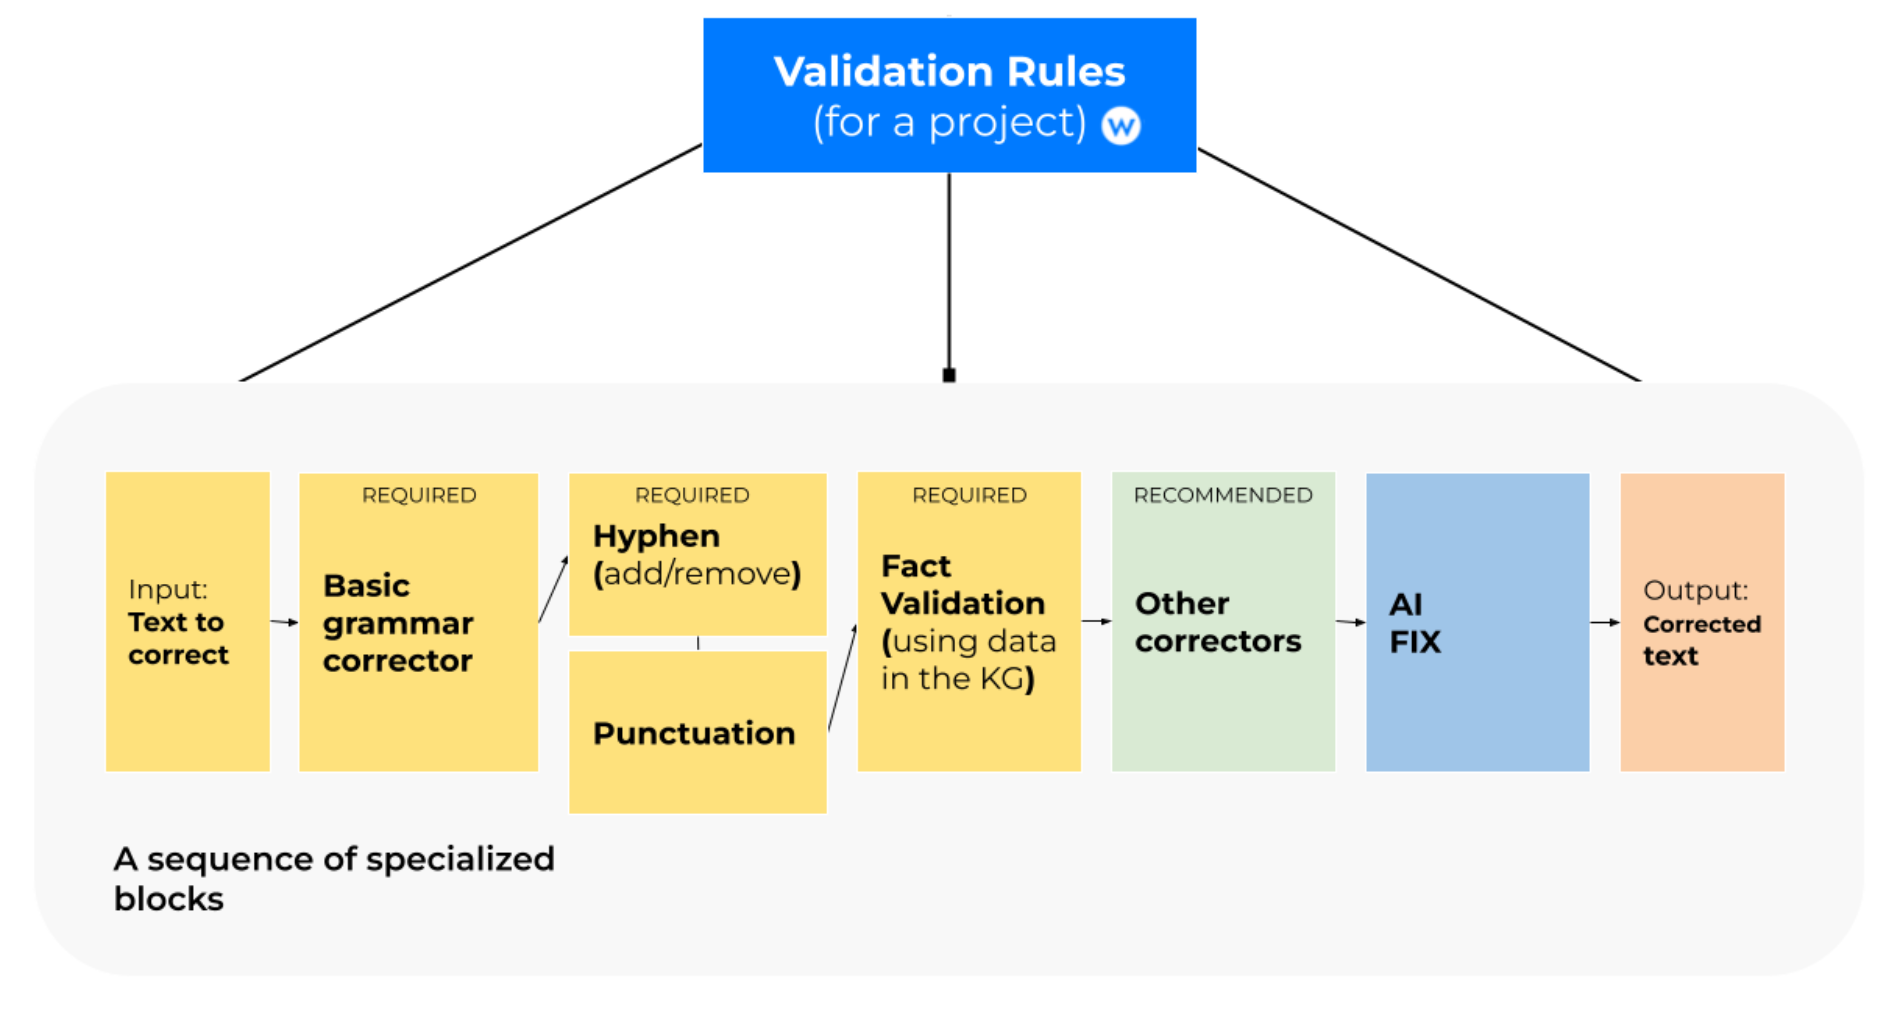 Validation Rules
(for a project) W
REQUIRED
REQUIRED
REQUIRED
RECOMMENDED
Input:
Text to
correct
Basic
grammar
corrector
Hyphen
(add/remove)
Punctuation
Fact
Validation
(using data
in the KG)
Other
correctors
AI
FIX
Output:
Corrected
text
A sequence of specialized
blocks